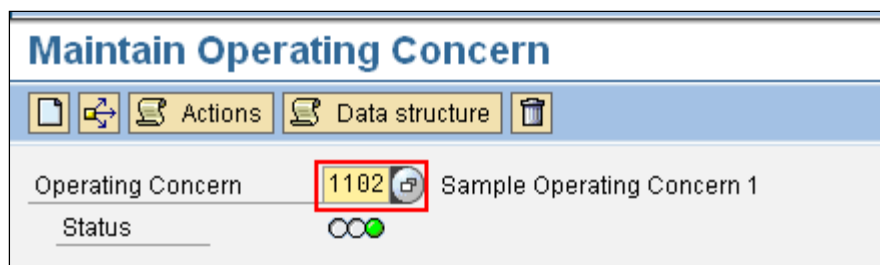 Maintain Operating Concern
Actions Data structure
Operating Concern 1102 Sample Operating Concern 1
Status